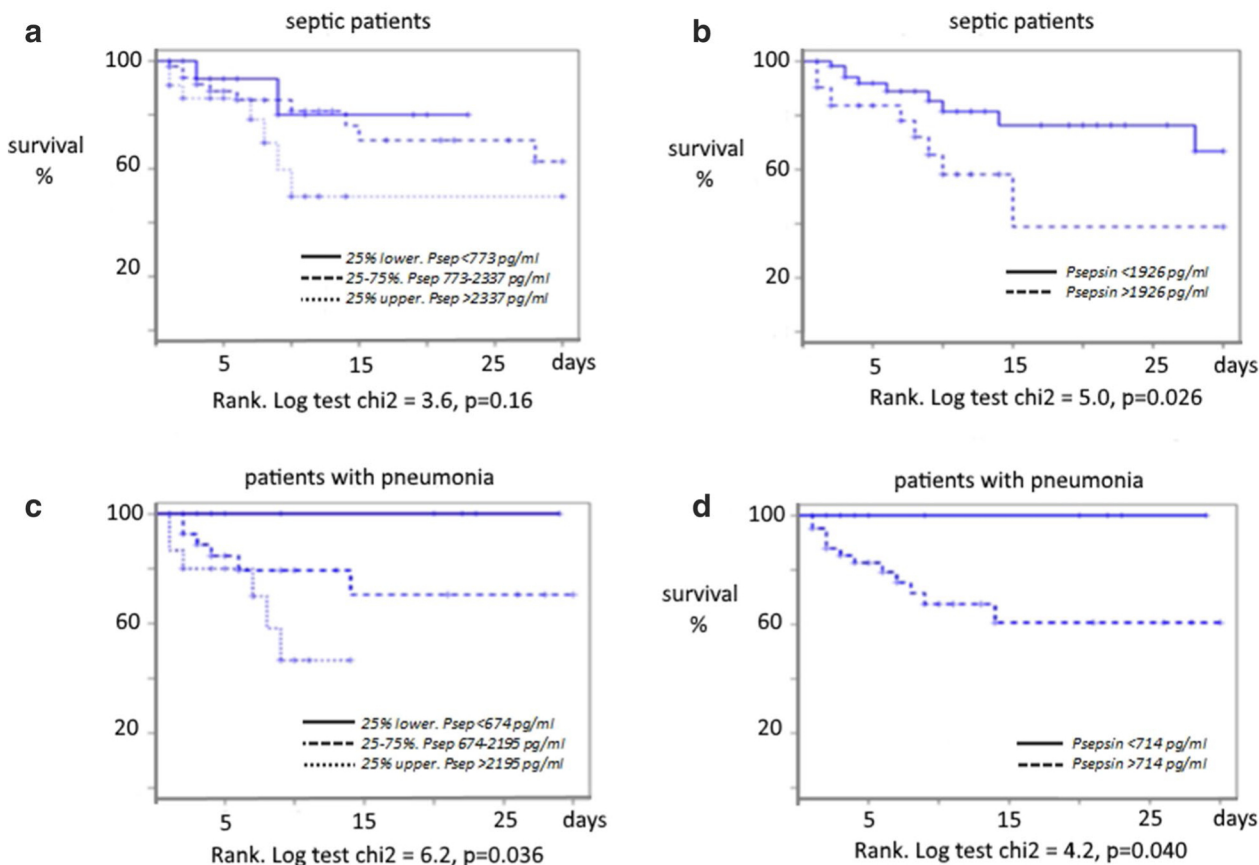 a
septic patients
100
survival
%
60
20
25% lower. Psep <773 pg/ml
25-75%. Psep 773-2337 pg/ml
25% upper. Psep >2337 pg/ml
5
15
25
days
Rank. Log test chi2 = 3.6, p=0.16
b
septic patients
100
survival
%
60
20
Psepsin <1926 pg/ml
Psepsin >1926 pg/ml
5
15
25
days
Rank. Log test chi2 = 5.0, p=0.026
c
patients with pneumonia
100
60
20
25% lower. Psep <674 pg/ml
25-75%. Psep 674-2195 pg/ml
25% upper. Psep >2195 pg/ml
5
15
25
days
Rank. Log test chi2 = 6.2, p=0.036
d
patients with pneumonia
100
survival
%
60
20
Psepsin <714 pg/ml
Psepsin >714 pg/ml
5
15
25
days
Rank. Log test chi2 = 4.2, p=0.040